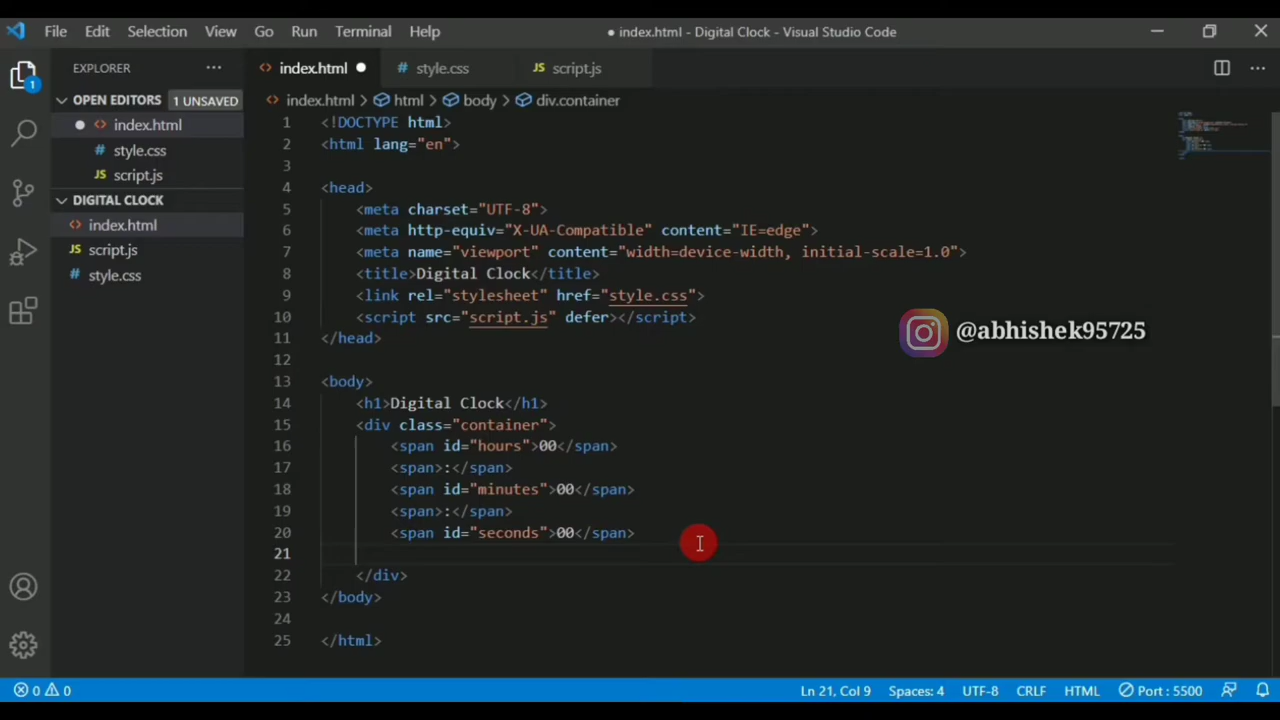 File Edit Selection View Go Run Terminal Help ● index.html - Digital Clock - Visual Studio Code
EXPLORER ···
1
OPEN EDITORS 1 UNSAVED
index.html
# style.css
JS script.js
DIGITAL CLOCK
index.html
JS script.js
# style.css
index.html ● # style.css JS script.js
index.html > html > body > div.container
1 <!DOCTYPE html>
2 <html lang="en">
3
4 <head>
5     <meta charset="UTF-8">
6     <meta http-equiv="X-UA-Compatible" content="IE=edge">
7     <meta name="viewport" content="width=device-width, initial-scale=1.0">
8     <title>Digital Clock</title>
9     <link rel="stylesheet" href="style.css">
10     <script src="script.js" defer></script>
11 </head>
12
13 <body>
14     <h1>Digital Clock</h1>
15     <div class="container">
16         <span id="hours">00</span>
17         <span>:</span>
18         <span id="minutes">00</span>
19         <span>:</span>
20         <span id="seconds">00</span>
21
22     </div>
23 </body>
24
25 </html>
@abhishek95725
0 0 Ln 21, Col 9 Spaces: 4 UTF-8 CRLF HTML Port : 5500